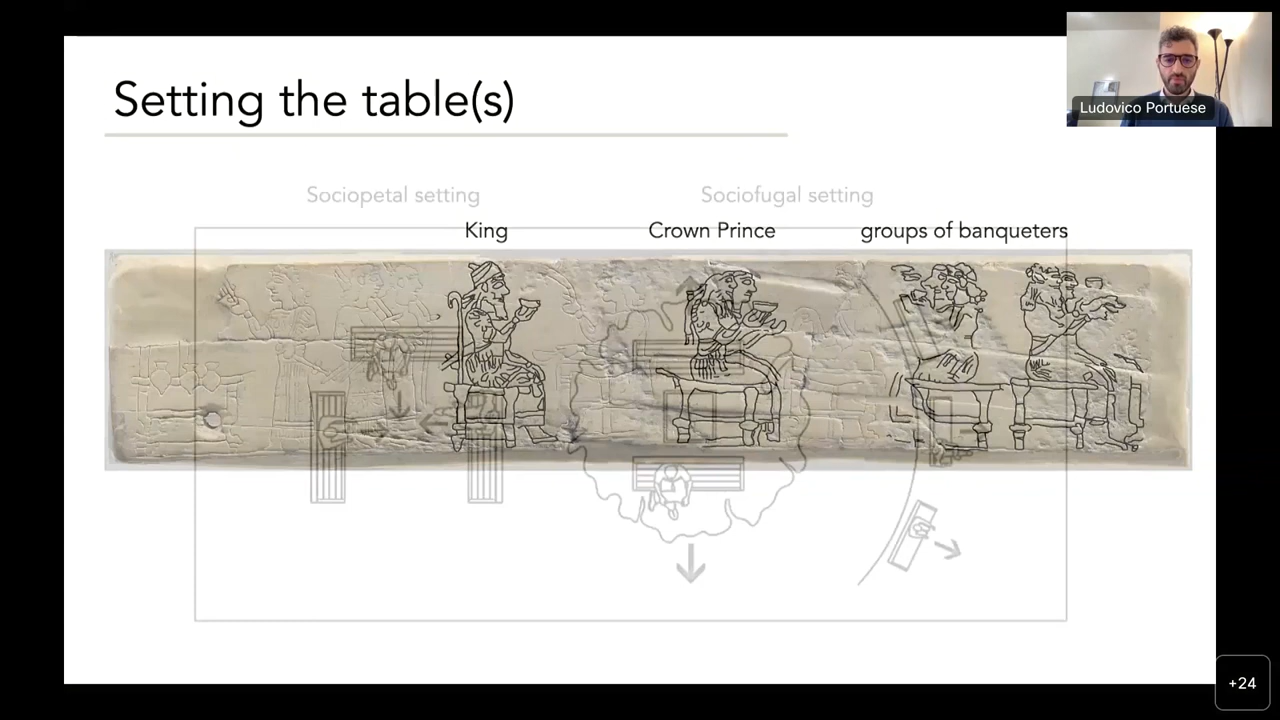 Setting the table(s)
Ludovico Portuese
Sociopetal setting
Sociofugal setting
King
Crown Prince
groups of banqueters
+24